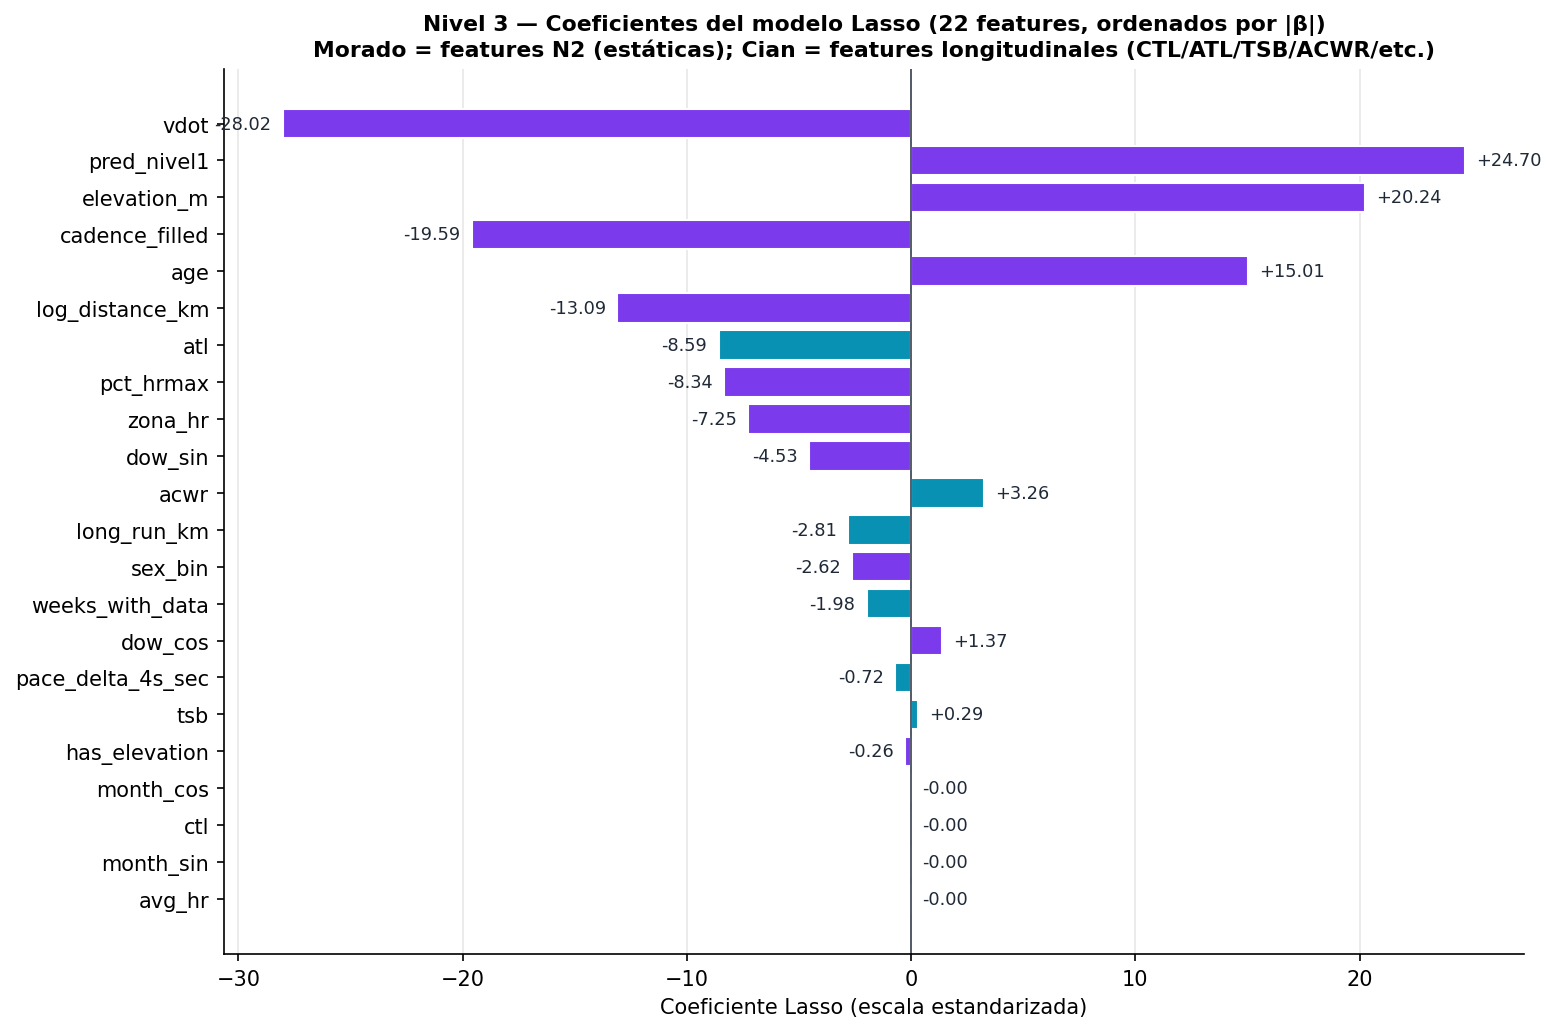 Nivel 3 — Coeficientes del modelo Lasso (22 features, ordenados por |β|)
Morado = features N2 (estáticas); Cian = features longitudinales (CTL/ATL/TSB/ACWR/etc.)
vdot -28.02
pred_nivel1 +24.70
elevation_m +20.24
cadence_filled -19.59
age +15.01
log_distance_km -13.09
atl -8.59
pct_hrmax -8.34
zona_hr -7.25
dow_sin -4.53
acwr +3.26
long_run_km -2.81
sex_bin -2.62
weeks_with_data -1.98
dow_cos +1.37
pace_delta_4s_sec -0.72
tsb +0.29
has_elevation -0.26
month_cos -0.00
ctl -0.00
month_sin -0.00
avg_hr -0.00
−30 −20 −10 0 10 20
Coeficiente Lasso (escala estandarizada)